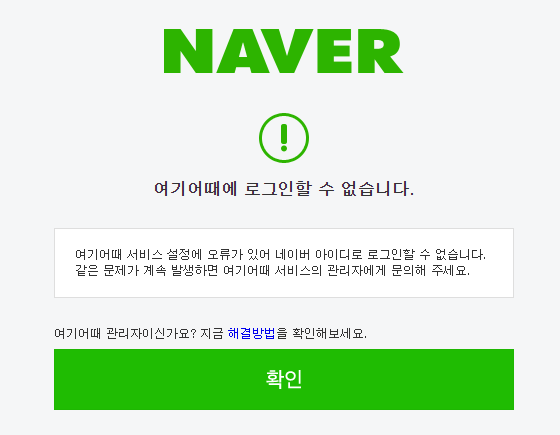 NAVER
여기어때에 로그인할 수 없습니다.
여기어때 서비스 설정에 오류가 있어 네이버 아이디로 로그인할 수 없습니다.
같은 문제가 계속 발생하면 여기어때 서비스의 관리자에게 문의해 주세요.
여기어때 관리자이신가요? 지금 해결방법을 확인해보세요.
확인